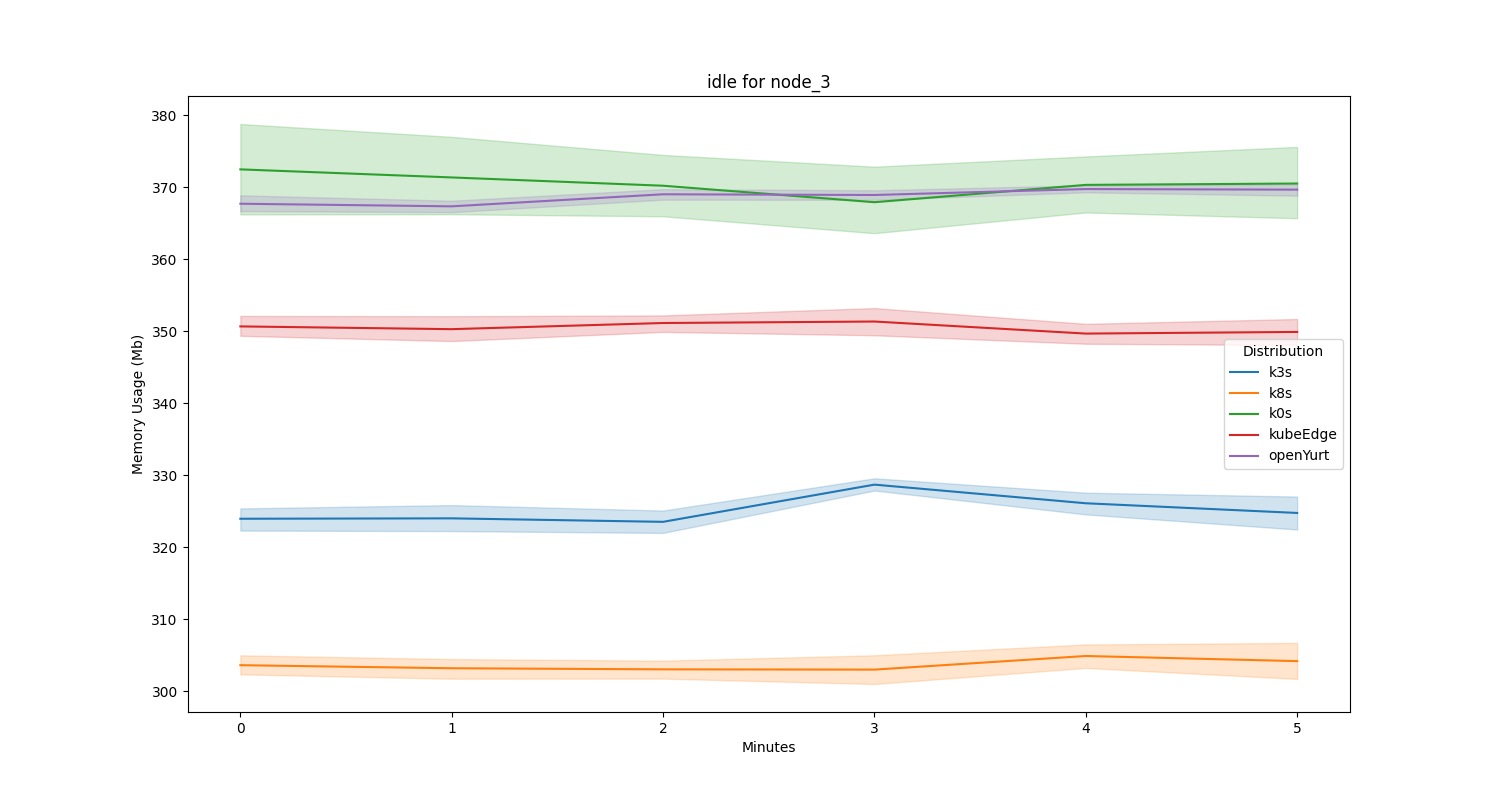 idle for node_3
380
370
360
350
340
330
320
310
300
Memory Usage (Mb)
0 1 2 3 4 5
Minutes
Distribution
k3s
k8s
k0s
kubeEdge
openYurt